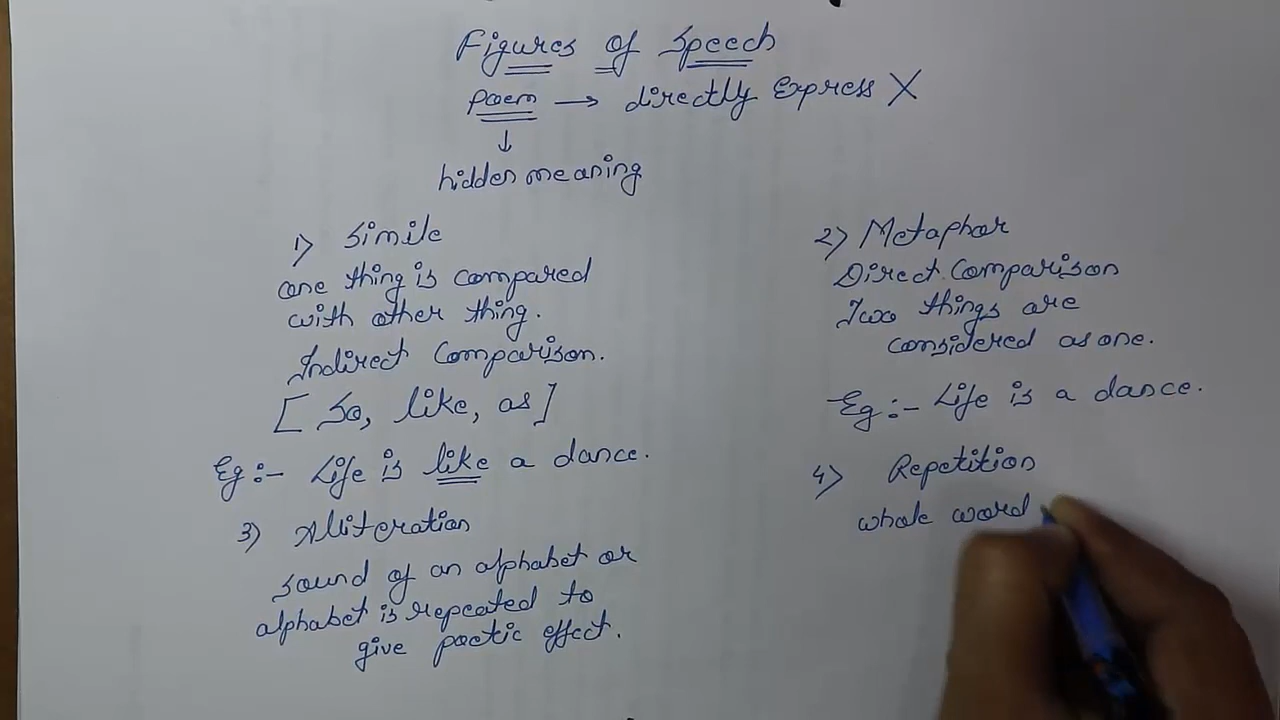 Figures of Speech
Poem → directly Express X
↓
hidden meaning
1) Simile
one thing is compared
with other thing.
Indirect Comparison.
[ So, like, as ]
Eg :- Life is like a dance.
3) Alliteration
Sound of an alphabet or
alphabet is repeated to
give poetic effect.
2) Metaphor
Direct Comparison
Two things are
considered as one.
Eg :- Life is a dance.
4) Repetition
whole word